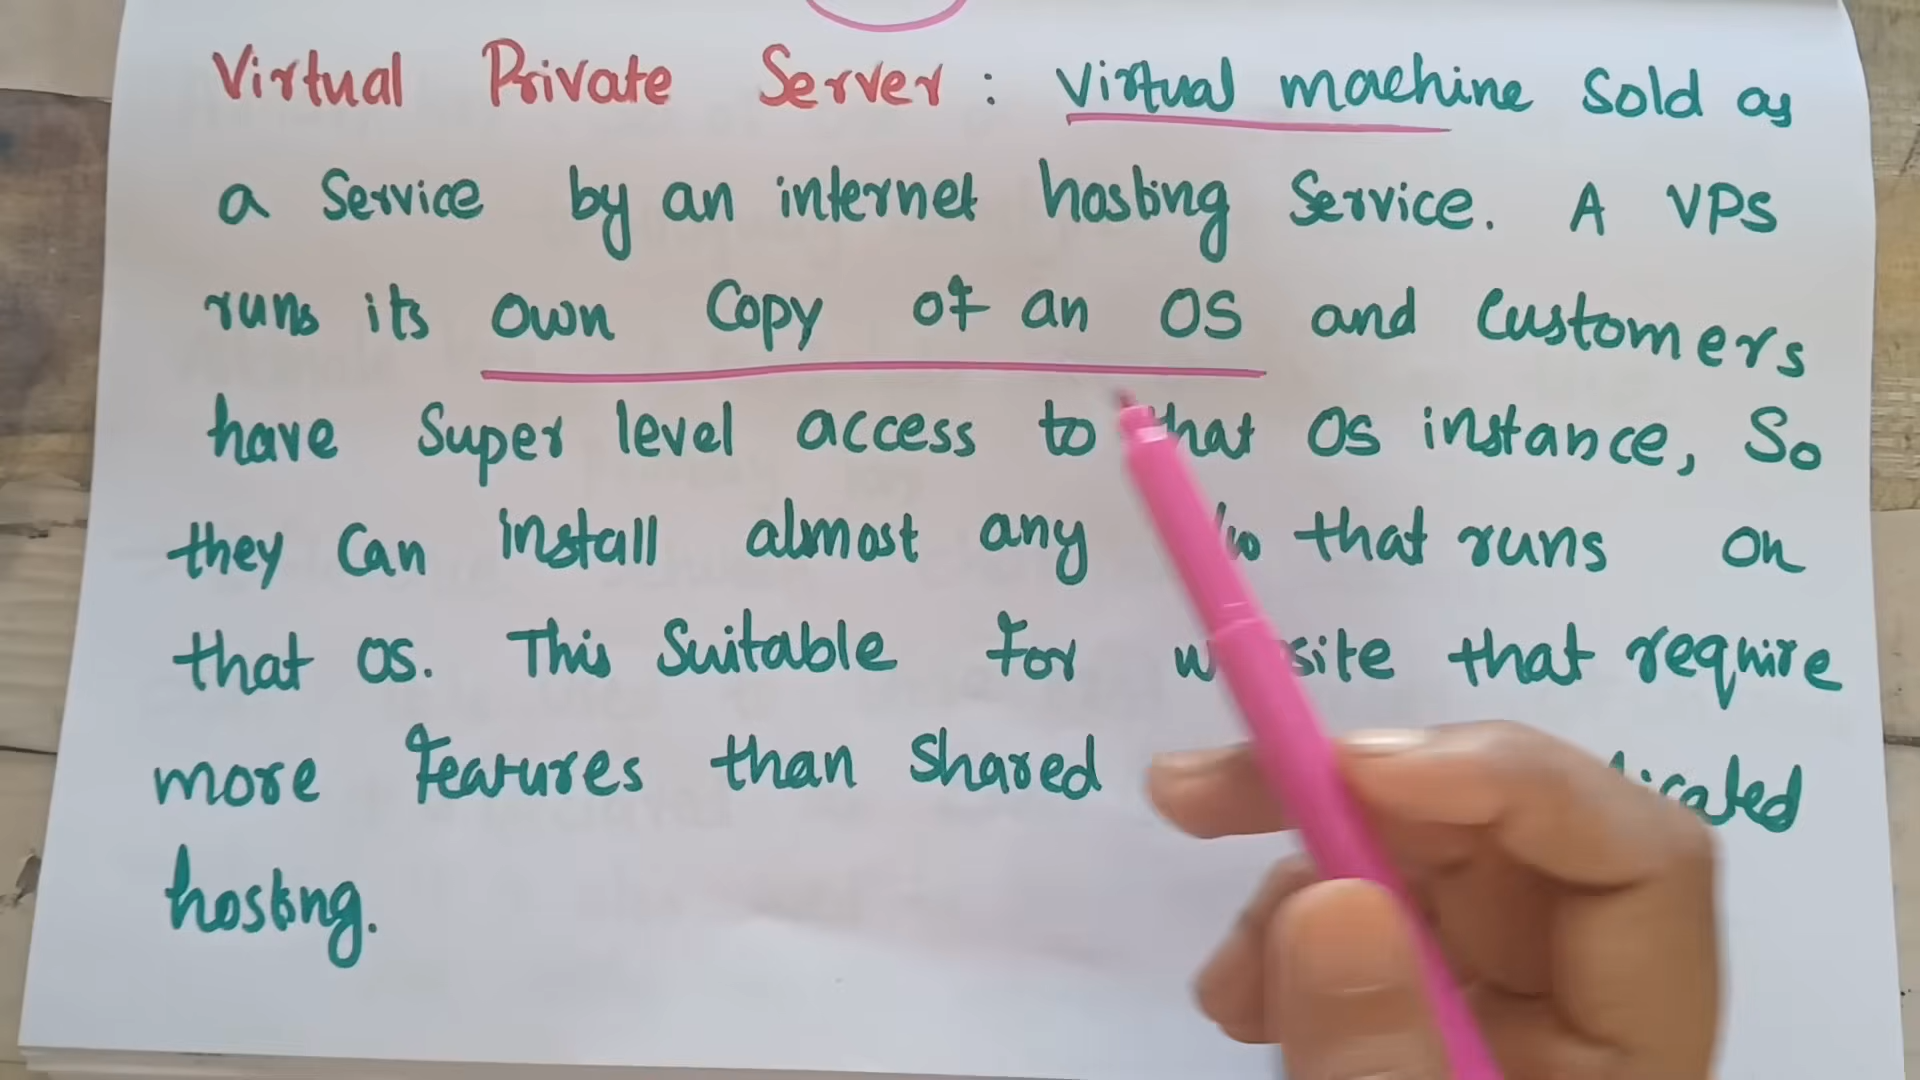 Virtual Private Server : Virtual machine Sold as
a Service by an internet hosting Service. A VPS
runs its own Copy of an OS and Customers
have Super level access to that OS instance, So
they Can install almost any that runs on
that OS. This Suitable for website that require
more features than Shared
hosting.